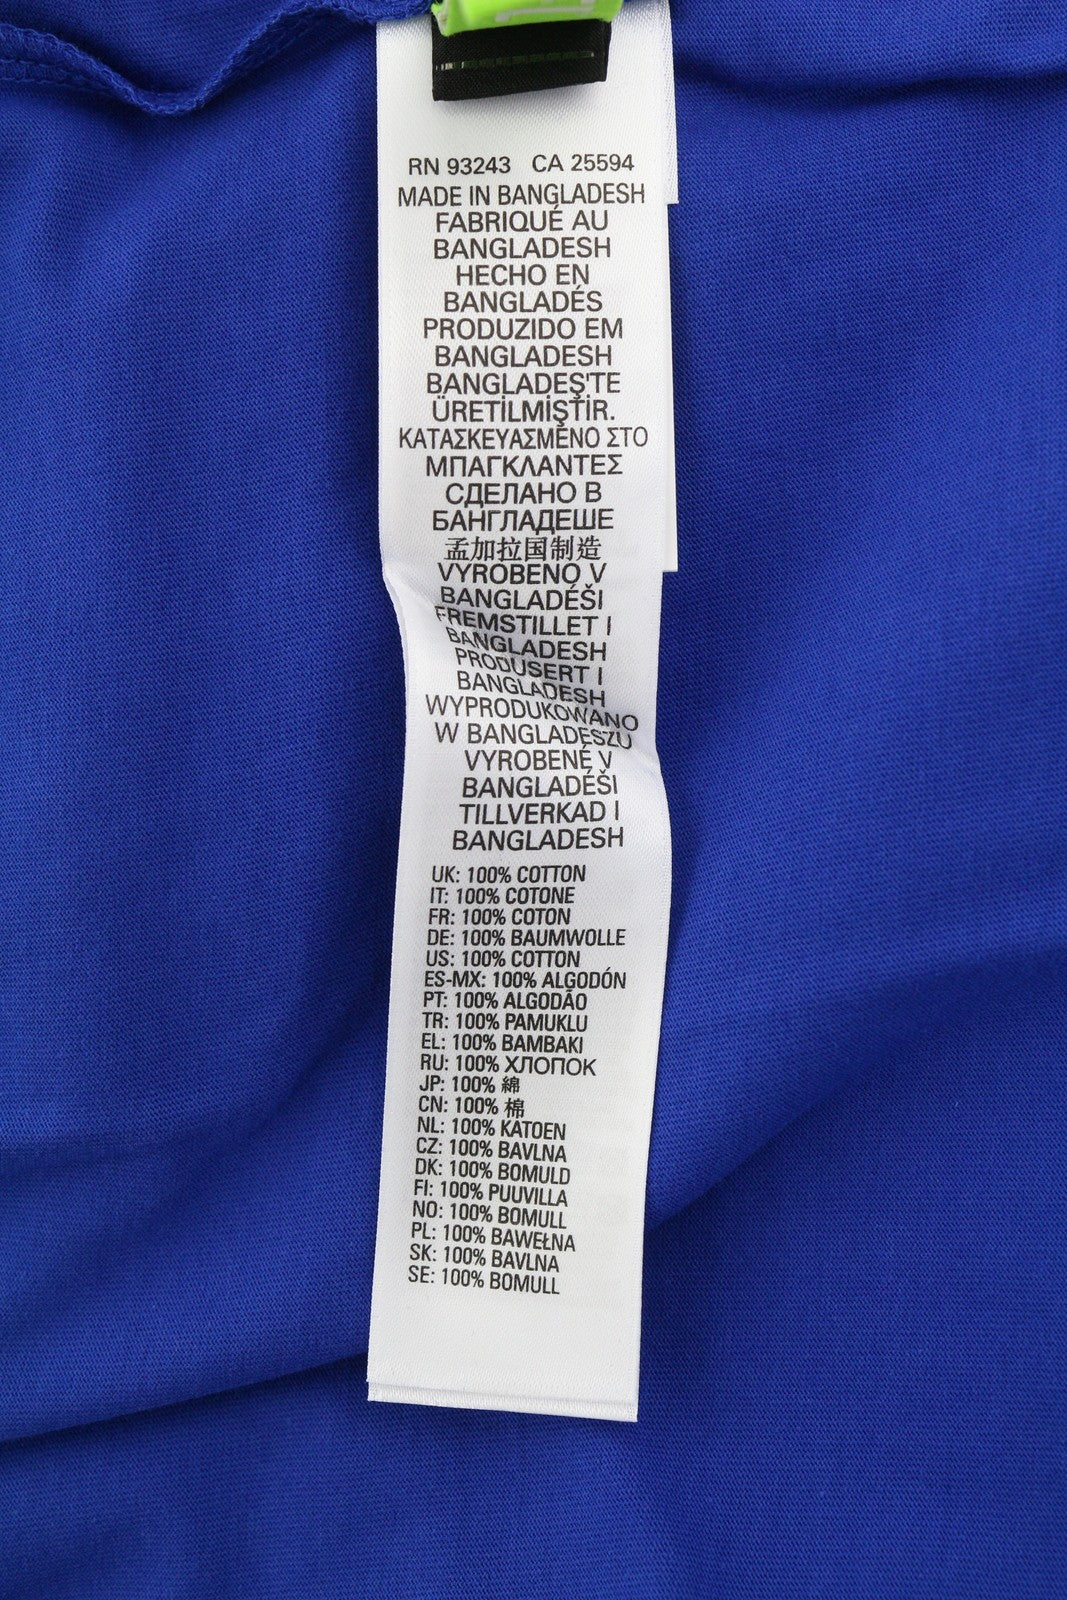 RN 93243 CA 25594
MADE IN BANGLADESH
FABRIQUÉ AU
BANGLADESH
HECHO EN
BANGLADÉS
PRODUZIDO EM
BANGLADESH
BANGLADEŞ'TE
ÜRETİLMİŞTİR.
ΚΑΤΑΣΚΕΥΑΣΜΕΝΟ ΣΤΟ
ΜΠΑΓΚΛΑΝΤΕΣ
СДЕЛАНО В
БАНГЛАДЕШЕ
孟加拉国制造
VYROBENO V
BANGLADÉŠI
FREMSTILLET I
BANGLADESH
PRODUSERT I
BANGLADESH
WYPRODUKOWANO
W BANGLADESZU
VYROBENÉ V
BANGLADÉŠI
TILLVERKAD I
BANGLADESH
UK: 100% COTTON
IT: 100% COTONE
FR: 100% COTON
DE: 100% BAUMWOLLE
US: 100% COTTON
ES-MX: 100% ALGODÓN
PT: 100% ALGODÃO
TR: 100% PAMUKLU
EL: 100% ΒΑΜΒΑΚΙ
RU: 100% ХЛОПОК
JP: 100% 綿
CN: 100% 棉
NL: 100% KATOEN
CZ: 100% BAVLNA
DK: 100% BOMULD
FI: 100% PUUVILLA
NO: 100% BOMULL
PL: 100% BAWEŁNA
SK: 100% BAVLNA
SE: 100% BOMULL